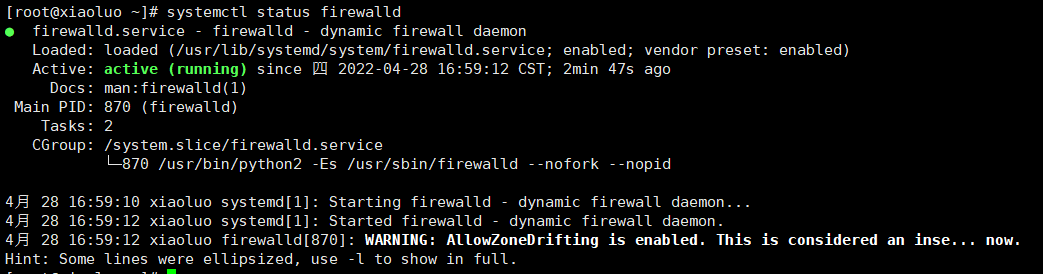 [root@xiaoluo ~]# systemctl status firewalld
● firewalld.service - firewalld - dynamic firewall daemon
Loaded: loaded (/usr/lib/systemd/system/firewalld.service; enabled; vendor preset: enabled)
Active: active (running) since 四 2022-04-28 16:59:12 CST; 2min 47s ago
Docs: man:firewalld(1)
Main PID: 870 (firewalld)
Tasks: 2
CGroup: /system.slice/firewalld.service
└─870 /usr/bin/python2 -Es /usr/sbin/firewalld --nofork --nopid
4月 28 16:59:10 xiaoluo systemd[1]: Starting firewalld - dynamic firewall daemon...
4月 28 16:59:12 xiaoluo systemd[1]: Started firewalld - dynamic firewall daemon.
4月 28 16:59:12 xiaoluo firewalld[870]: WARNING: AllowZoneDrifting is enabled. This is considered an inse... now.
Hint: Some lines were ellipsized, use -l to show in full.